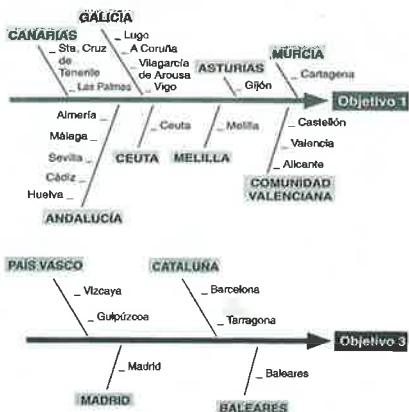 GALICIA
CANARIAS
_ Lugo
_ Sta. Cruz
de
Tenerife
_ A Coruña
_ Vilagarcía
de Arousa
ASTURIAS
MURCIA
_ Las Palmas
_ Vigo
_ Gijón
_ Cartagena
Objetivo 1
Almería _
_ Ceuta
_ Melilla
_ Castellón
Málaga _
_ Valencia
Sevilla _
CEUTA
MELILLA
_ Alicante
Cádiz _
COMUNIDAD
VALENCIANA
Huelva _
ANDALUCÍA
PAÍS VASCO
CATALUÑA
_ Vizcaya
_ Barcelona
_ Guipúzcoa
_ Tarragona
Objetivo 3
_ Madrid
_ Baleares
MADRID
BALEARES